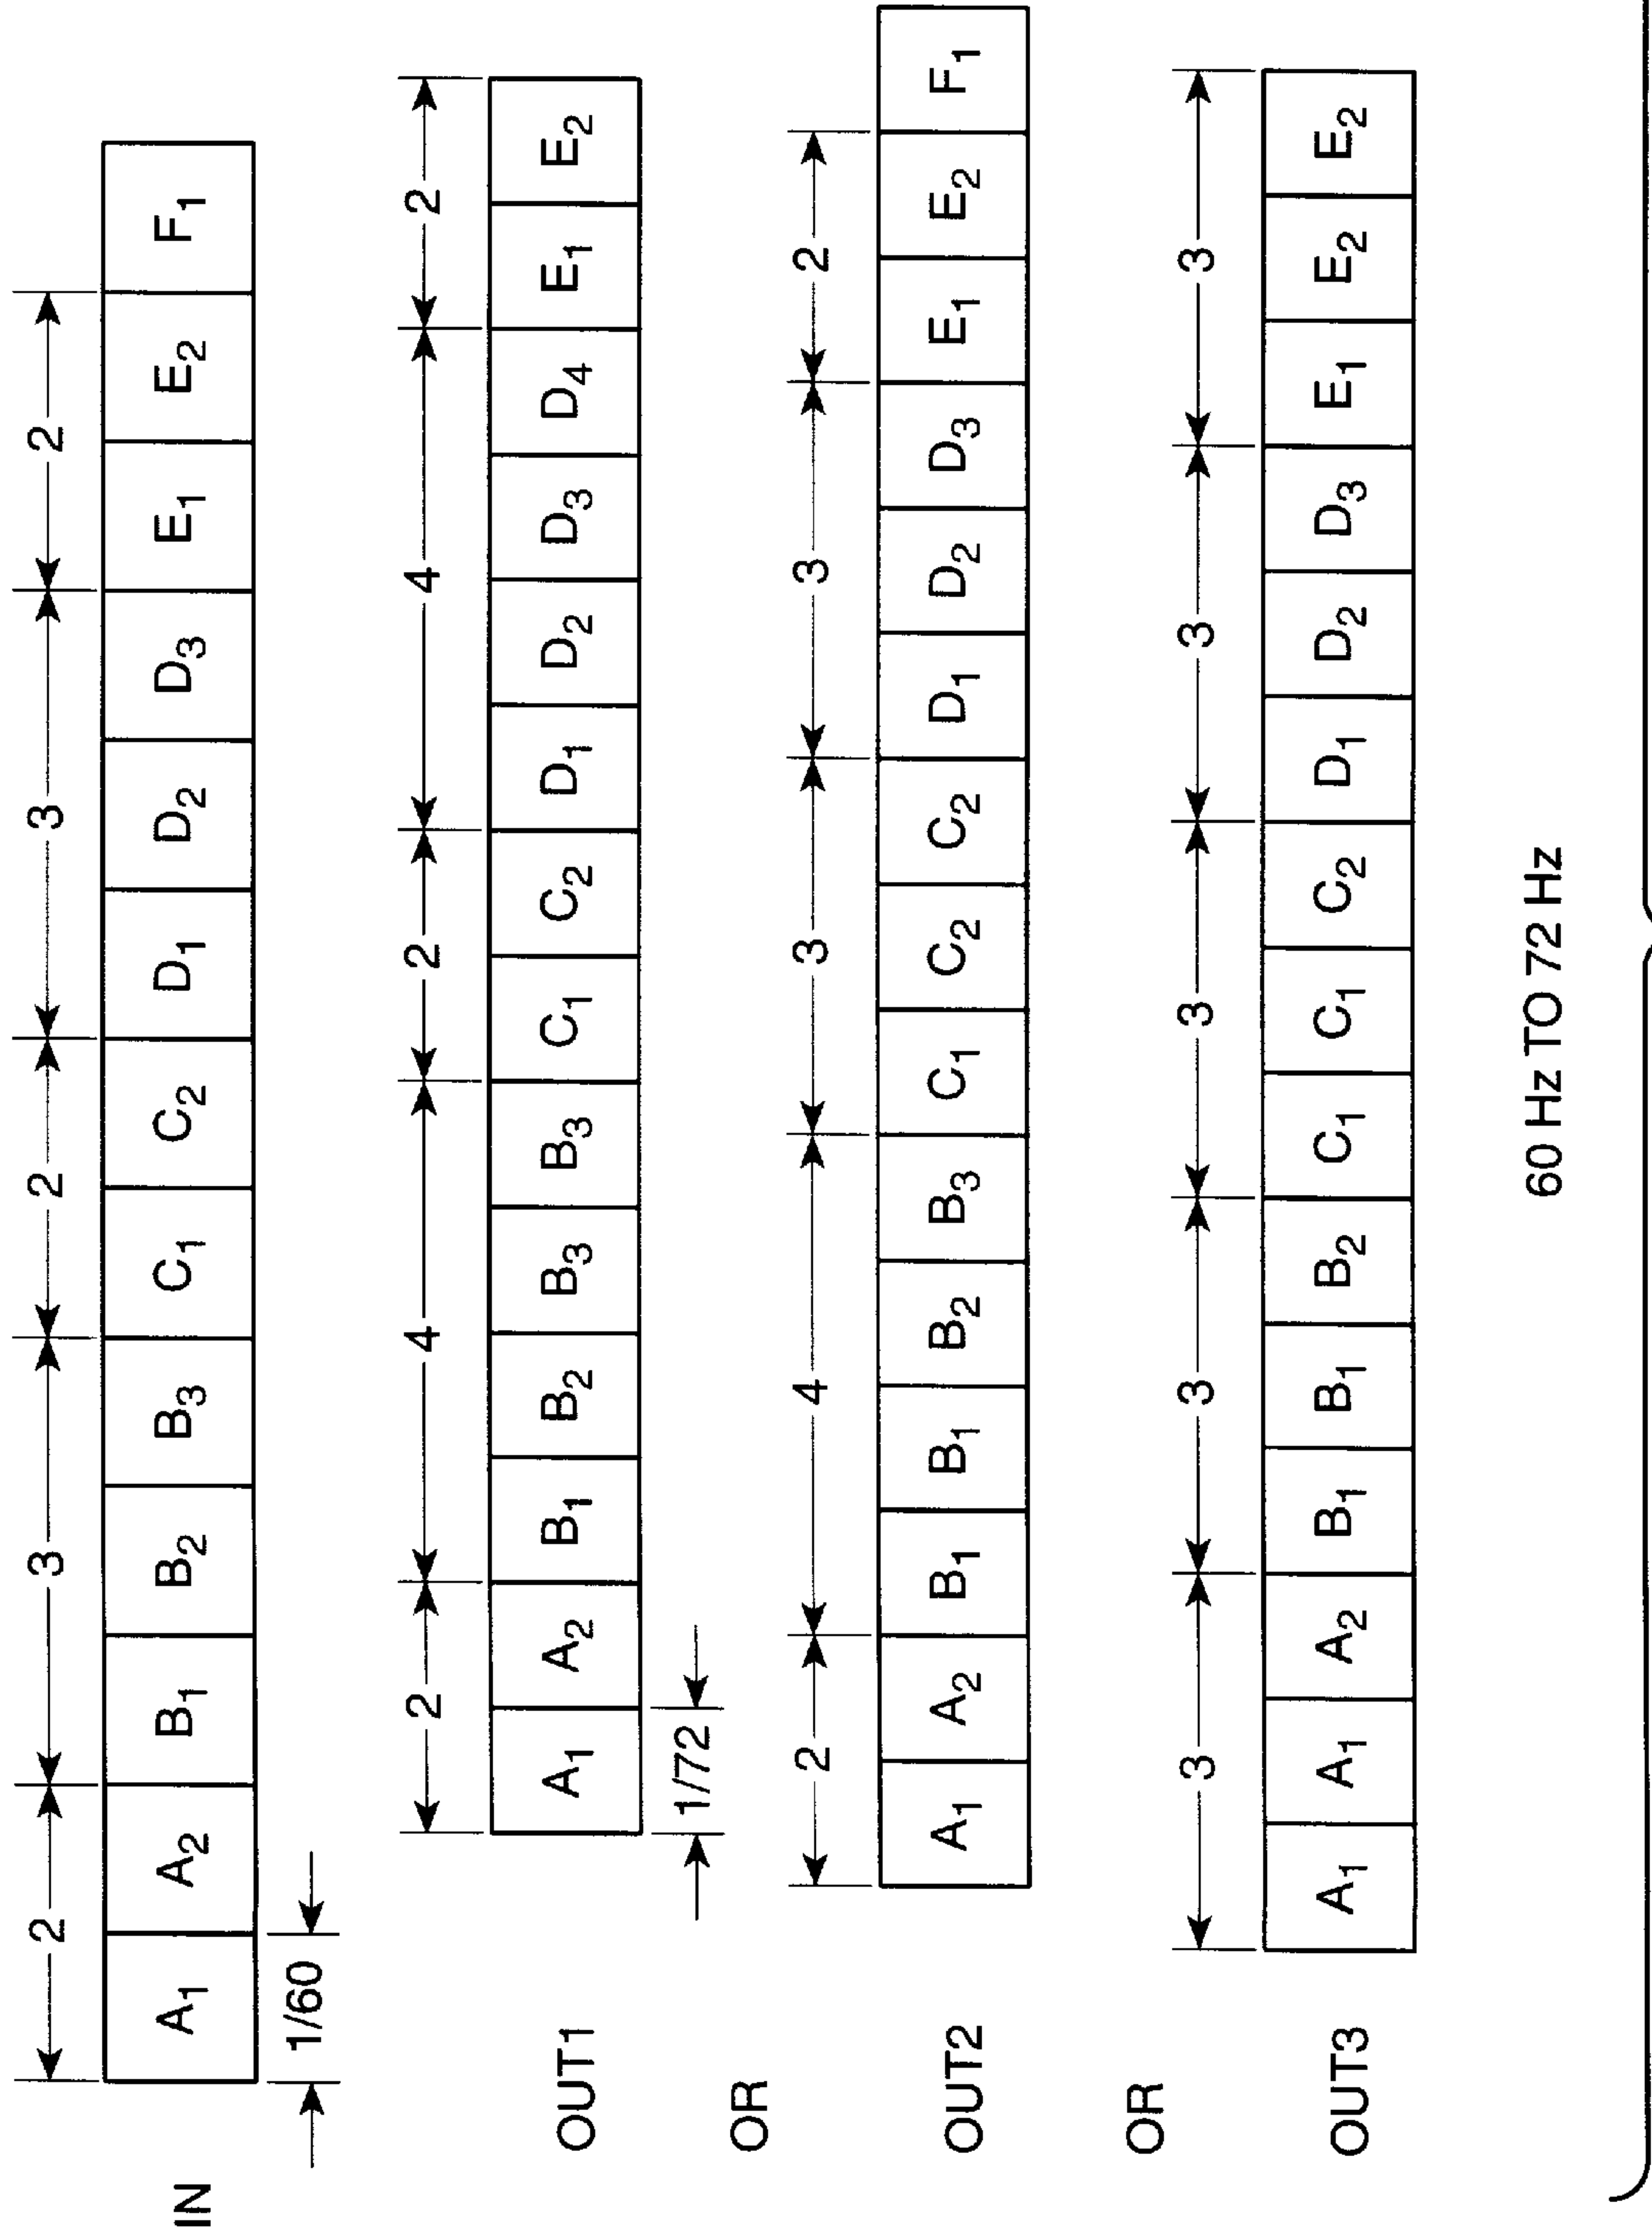 2 3 2 3 2
IN A1 A2 B1 B2 B3 C1 C2 D1 D2 D3 E1 E2 F1
1/60
2 4 2 4 2
OUT1 A1 A2 B1 B2 B3 B3 C1 C2 D1 D2 D3 D4 E1 E2
1/72
OR
2 4 3 3 2
OUT2 A1 A2 B1 B1 B2 B3 C1 C2 C2 D1 D2 D3 E1 E2 F1
OR
3 3 3 3 3
OUT3 A1 A1 A2 B1 B1 B2 C1 C1 C2 D1 D2 D3 E1 E2 E2
60 Hz TO 72 Hz